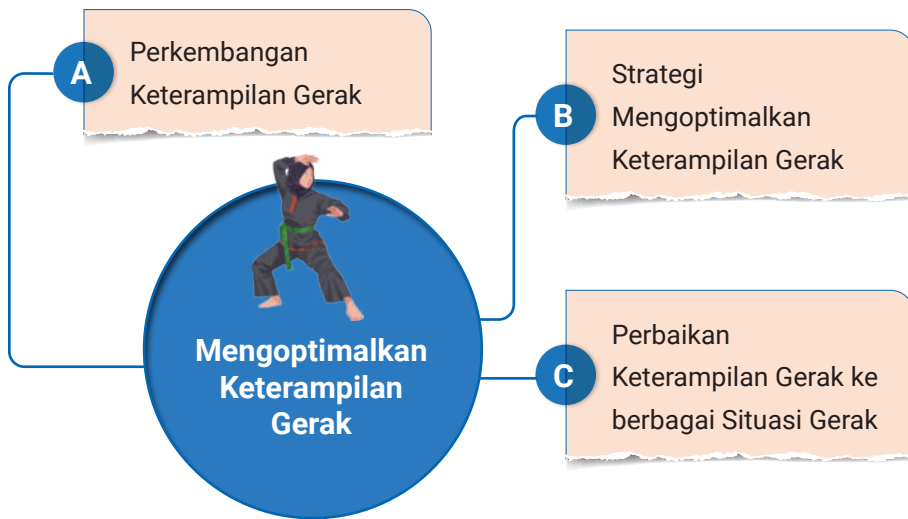 A
Perkembangan
Keterampilan Gerak
B
Strategi
Mengoptimalkan
Keterampilan Gerak
Mengoptimalkan
Keterampilan
Gerak
C
Perbaikan
Keterampilan Gerak ke
berbagai Situasi Gerak